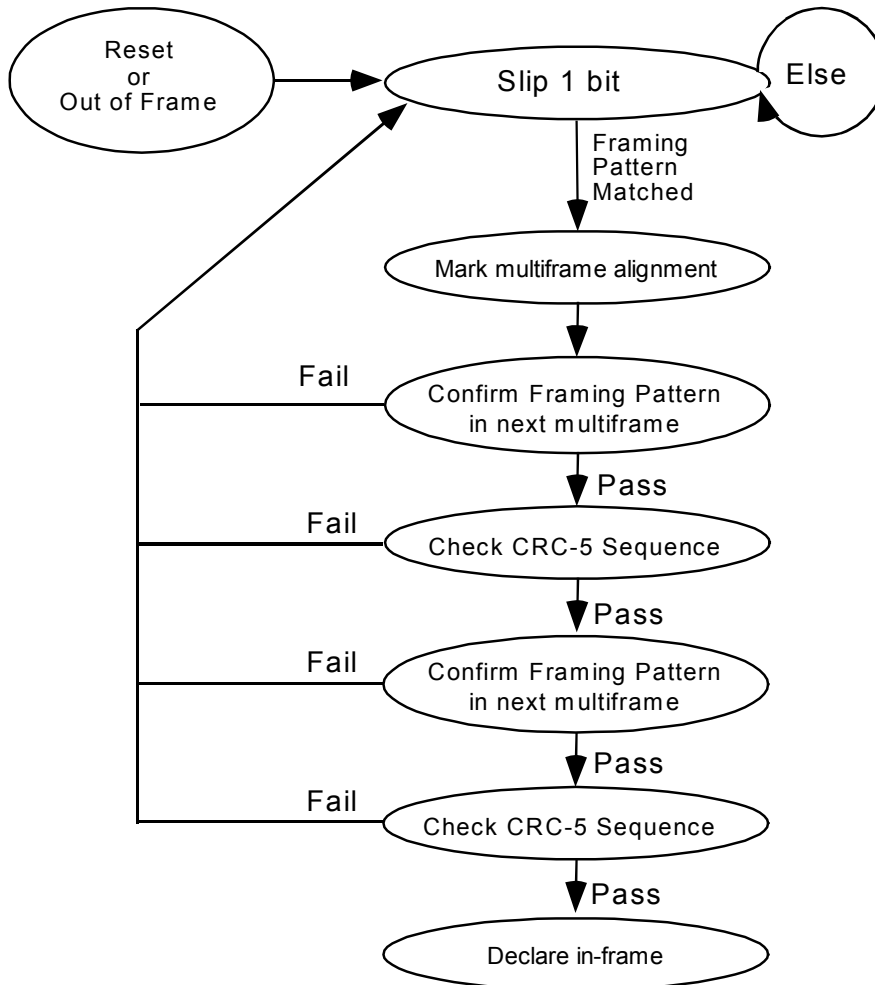 Reset
or
Out of Frame
Slip 1 bit
Else
Framing
Pattern
Matched
Mark multiframe alignment
Fail
Confirm Framing Pattern
in next multiframe
Pass
Fail
Check CRC-5 Sequence
Pass
Fail
Confirm Framing Pattern
in next multiframe
Pass
Fail
Check CRC-5 Sequence
Pass
Declare in-frame